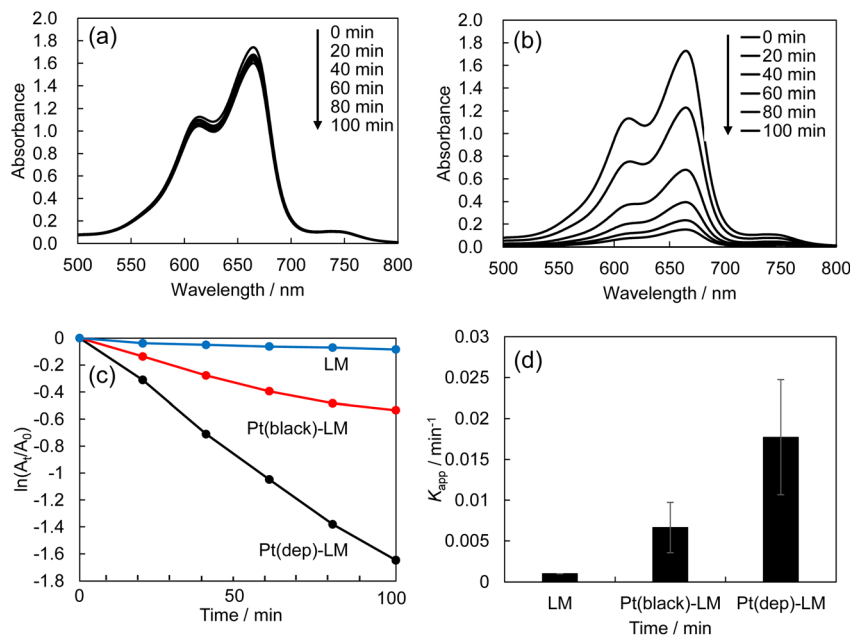 (a)
0 min
20 min
40 min
60 min
80 min
100 min
2.0
1.8
1.6
1.4
1.2
1.0
0.8
0.6
0.4
0.2
0.0
Absorbance
500 550 600 650 700 750 800
Wavelength / nm
(b)
0 min
20 min
40 min
60 min
80 min
100 min
2.0
1.8
1.6
1.4
1.2
1.0
0.8
0.6
0.4
0.2
0.0
Absorbance
500 550 600 650 700 750 800
Wavelength / nm
(c)
0
-0.2
-0.4
-0.6
-0.8
-1
-1.2
-1.4
-1.6
-1.8
ln(At/A0)
LM
Pt(black)-LM
Pt(dep)-LM
0 50 100
Time / min
(d)
0.03
0.025
0.02
0.015
0.01
0.005
0
Kapp / min-1
LM Pt(black)-LM Pt(dep)-LM
Time / min